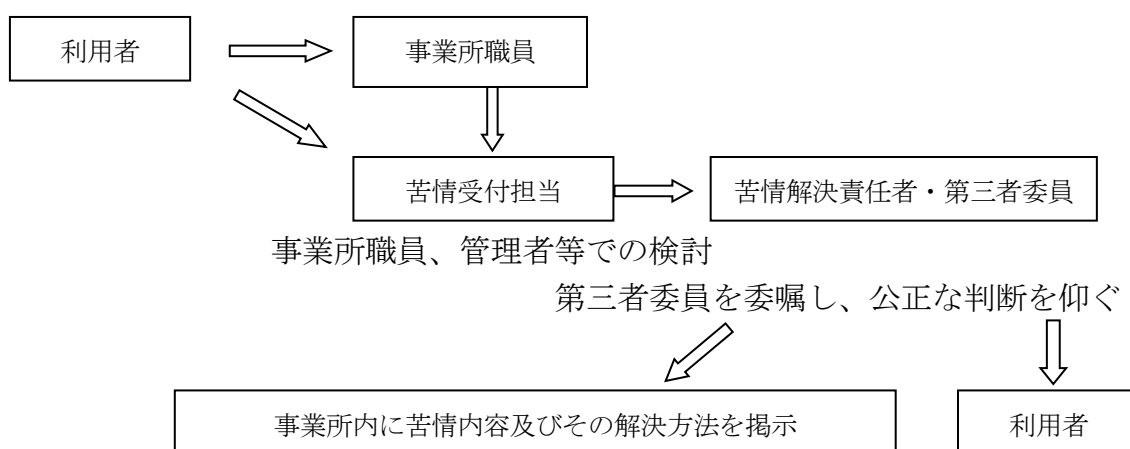 利用者
事業所職員
苦情受付担当
苦情解決責任者・第三者委員
事業所職員、管理者等での検討
第三者委員を委嘱し、公正な判断を仰ぐ
事業所内に苦情内容及びその解決方法を掲示
利用者